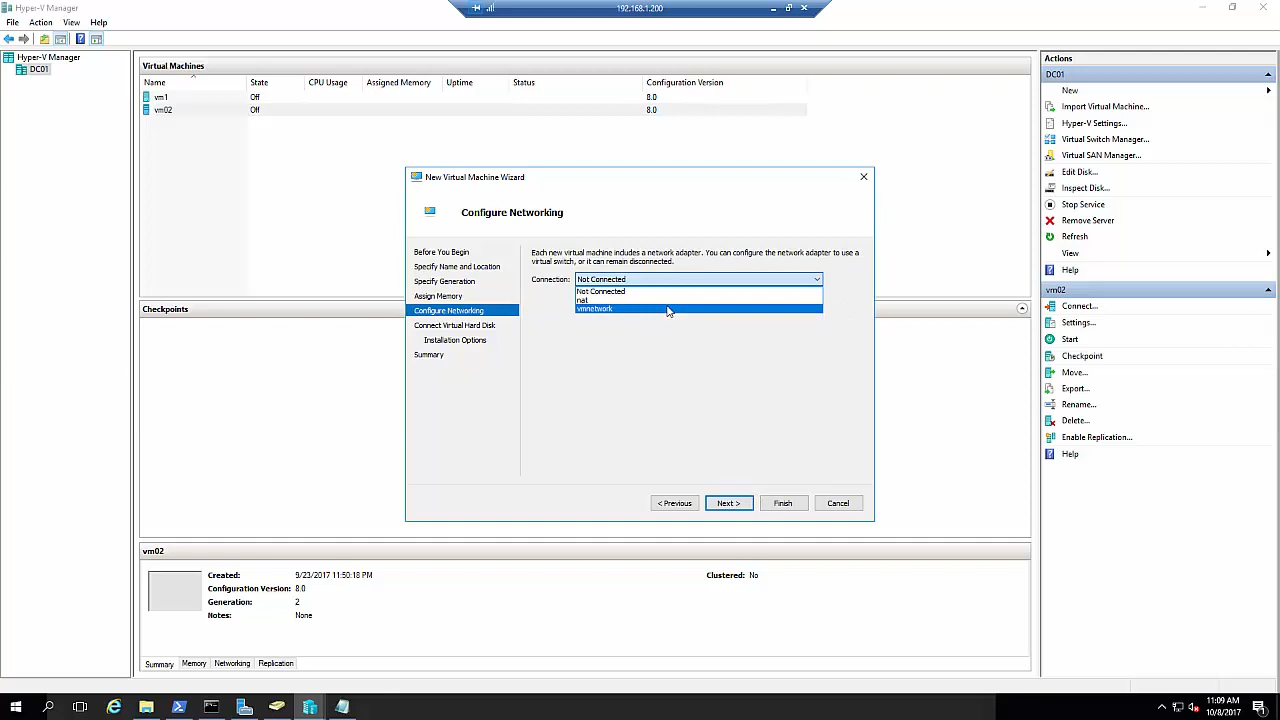 Hyper-V Manager
192.168.1.200
File Action View Help
Hyper-V Manager
DC01
Virtual Machines
Name State CPU Usage Assigned Memory Uptime Status Configuration Version
vm1 Off 8.0
vm02 Off 8.0
New Virtual Machine Wizard
Configure Networking
Before You Begin
Specify Name and Location
Specify Generation
Assign Memory
Configure Networking
Connect Virtual Hard Disk
Installation Options
Summary
Each new virtual machine includes a network adapter. You can configure the network adapter to use a
virtual switch, or it can remain disconnected.
Connection: Not Connected
Not Connected
nat
vmnetwork
< Previous Next > Finish Cancel
Checkpoints
vm02
Created: 9/23/2017 11:50:18 PM Clustered: No
Configuration Version: 8.0
Generation: 2
Notes: None
Summary Memory Networking Replication
Actions
DC01
New
Import Virtual Machine...
Hyper-V Settings...
Virtual Switch Manager...
Virtual SAN Manager...
Edit Disk...
Inspect Disk...
Stop Service
Remove Server
Refresh
View
Help
vm02
Connect...
Settings...
Start
Checkpoint
Move...
Export...
Rename...
Delete...
Enable Replication...
Help
11:09 AM
10/8/2017